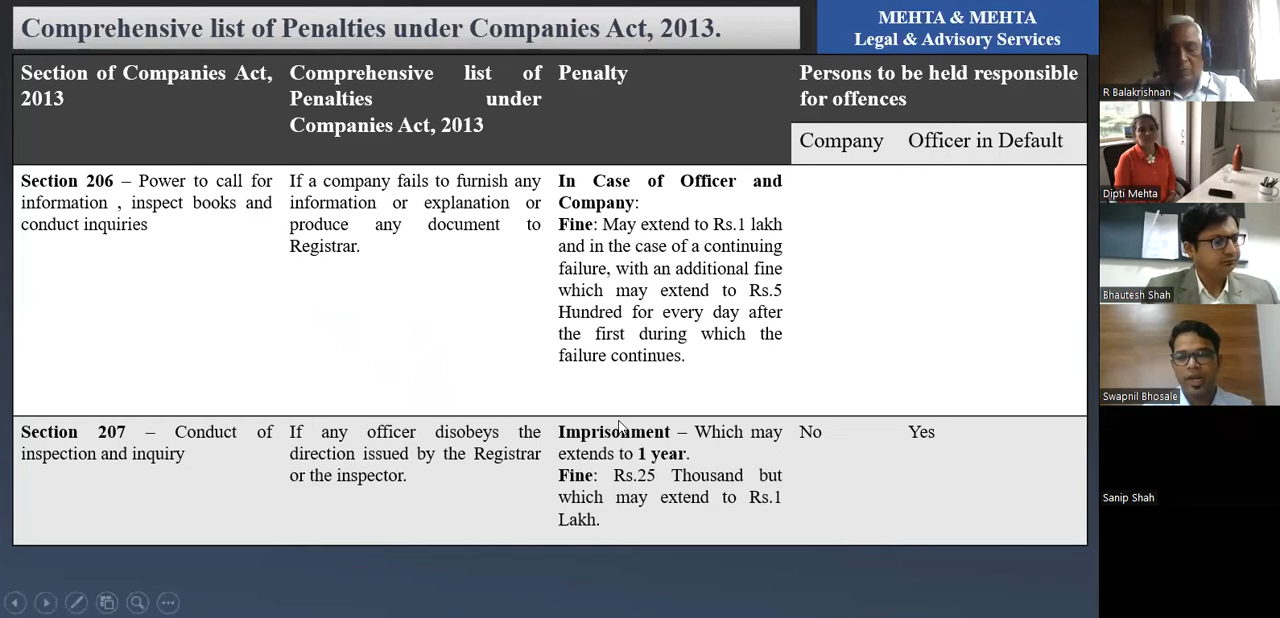 Comprehensive list of Penalties under Companies Act, 2013.
MEHTA & MEHTA
Legal & Advisory Services
Section of Companies Act,
2013
Comprehensive list of
Penalties under
Companies Act, 2013
Penalty
Persons to be held responsible
for offences
Company
Officer in Default
Section 206 – Power to call for
information , inspect books and
conduct inquiries
If a company fails to furnish any
information or explanation or
produce any document to
Registrar.
In Case of Officer and
Company:
Fine: May extend to Rs.1 lakh
and in the case of a continuing
failure, with an additional fine
which may extend to Rs.5
Hundred for every day after
the first during which the
failure continues.
Section 207 – Conduct of
inspection and inquiry
If any officer disobeys the
direction issued by the Registrar
or the inspector.
Imprisonment – Which may
extends to 1 year.
Fine: Rs.25 Thousand but
which may extend to Rs.1
Lakh.
No
Yes
R Balakrishnan
Dipti Mehta
Bhautesh Shah
Swapnil Bhosale
Sanip Shah